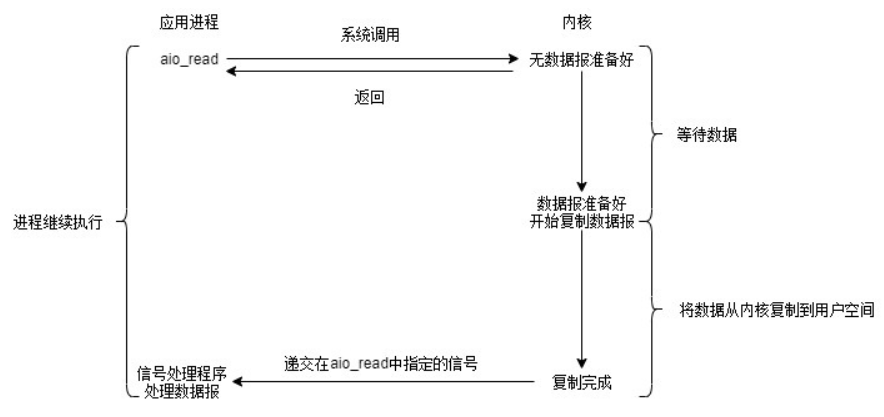 应用进程
内核
系统调用
aio_read
无数据报准备好
返回
等待数据
数据报准备好
开始复制数据报
进程继续执行
将数据从内核复制到用户空间
递交在aio_read中指定的信号
信号处理程序
处理数据报
复制完成